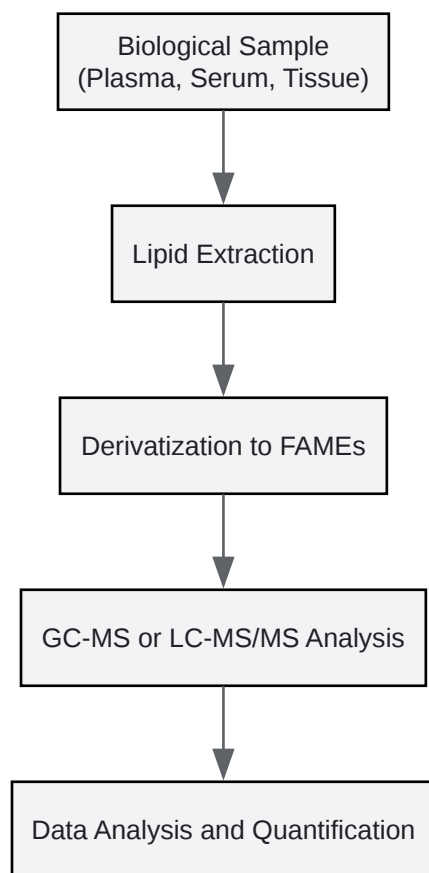 Biological Sample
(Plasma, Serum, Tissue)
Lipid Extraction
Derivatization to FAMEs
GC-MS or LC-MS/MS Analysis
Data Analysis and Quantification